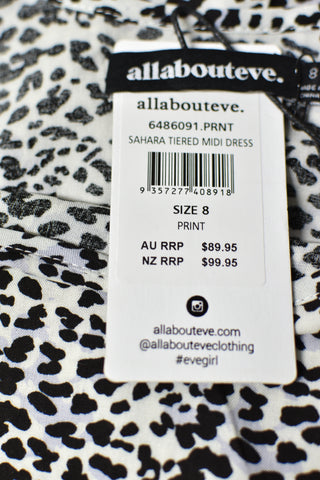 allabouteve.
8
allabouteve.
6486091.PRNT
SAHARA TIERED MIDI DRESS
9 357277 408918
SIZE 8
PRINT
AU RRP $89.95
NZ RRP $99.95
allabouteve.com
@allabouteveclothing
#evegirl